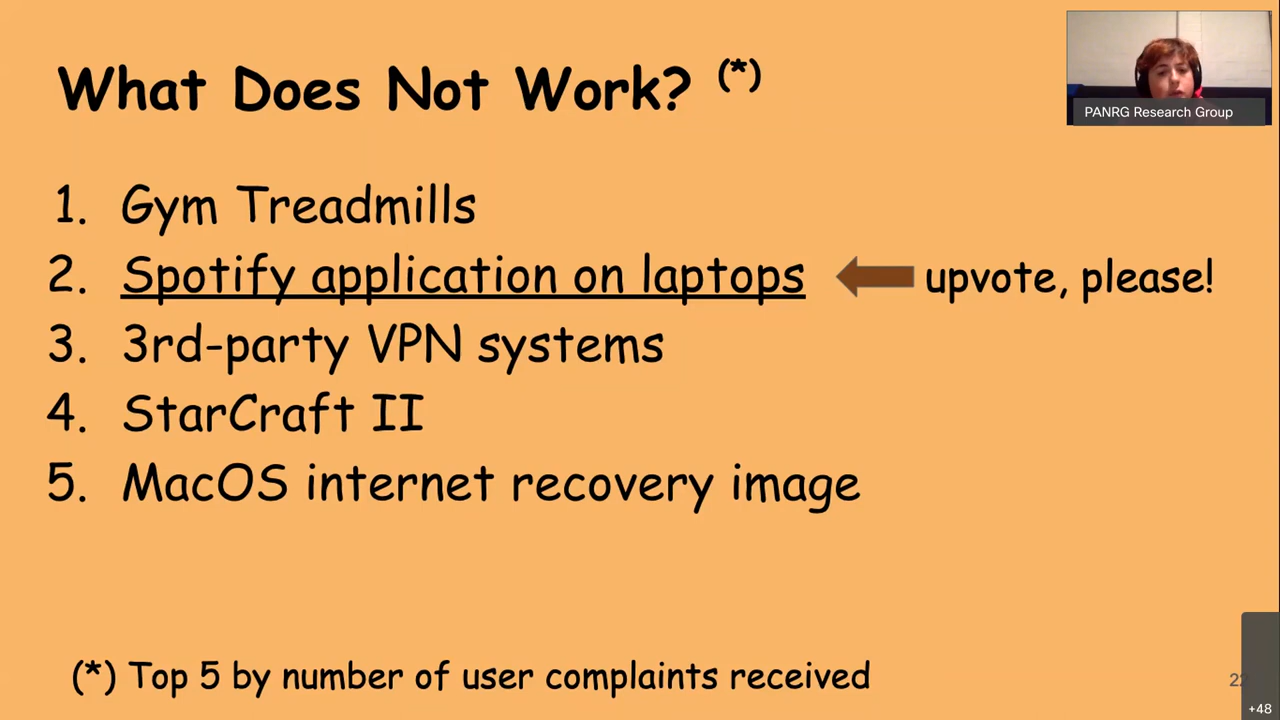 What Does Not Work? (*)
PANRG Research Group
1. Gym Treadmills
2. Spotify application on laptops
upvote, please!
3. 3rd-party VPN systems
4. StarCraft II
5. MacOS internet recovery image
(*) Top 5 by number of user complaints received
22
+48